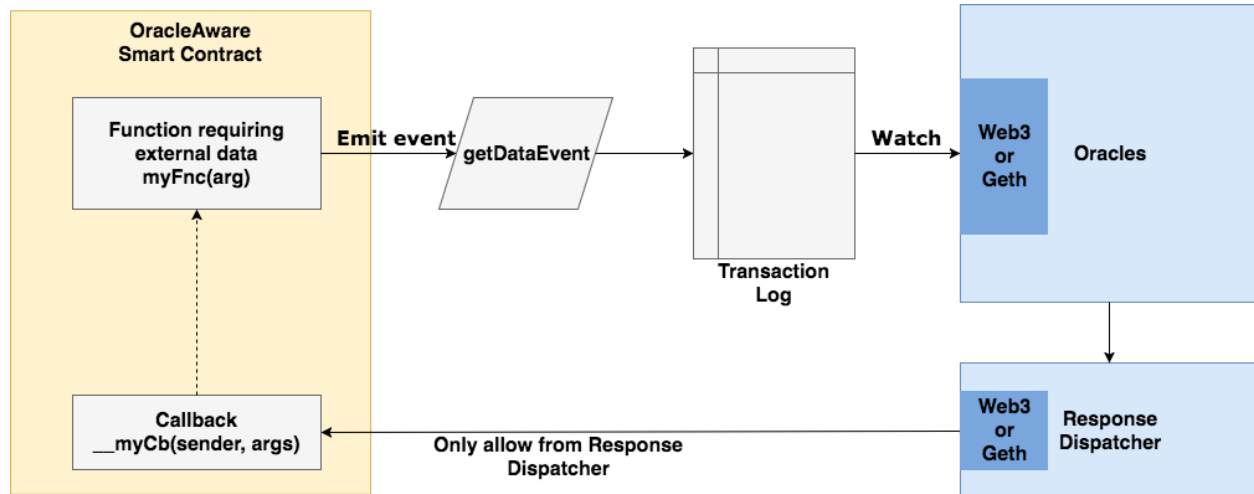 OracleAware
Smart Contract
Function requiring
external data
myFnc(arg)
Emit event
getDataEvent
Transaction
Log
Watch
Web3
or
Geth
Oracles
Callback
__myCb(sender, args)
Only allow from Response
Dispatcher
Web3
or
Geth
Response
Dispatcher